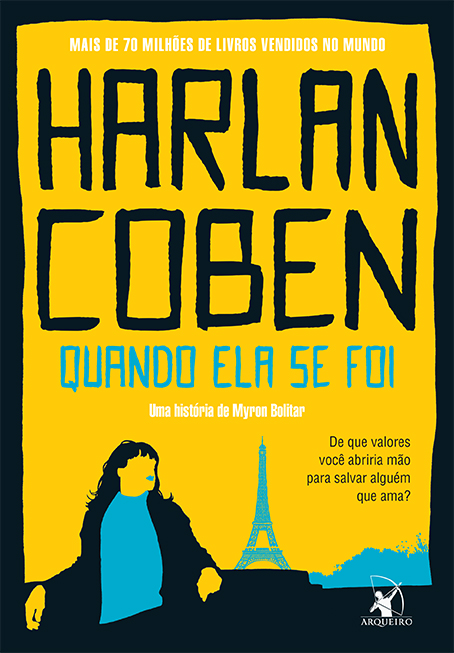 MAIS DE 70 MILHÕES DE LIVROS VENDIDOS NO MUNDO
HARLAN
COBEN
QUANDO ELA SE FOI
Uma história de Myron Bolitar
De que valores
você abriria mão
para salvar alguém
que ama?
ARQUEIRO